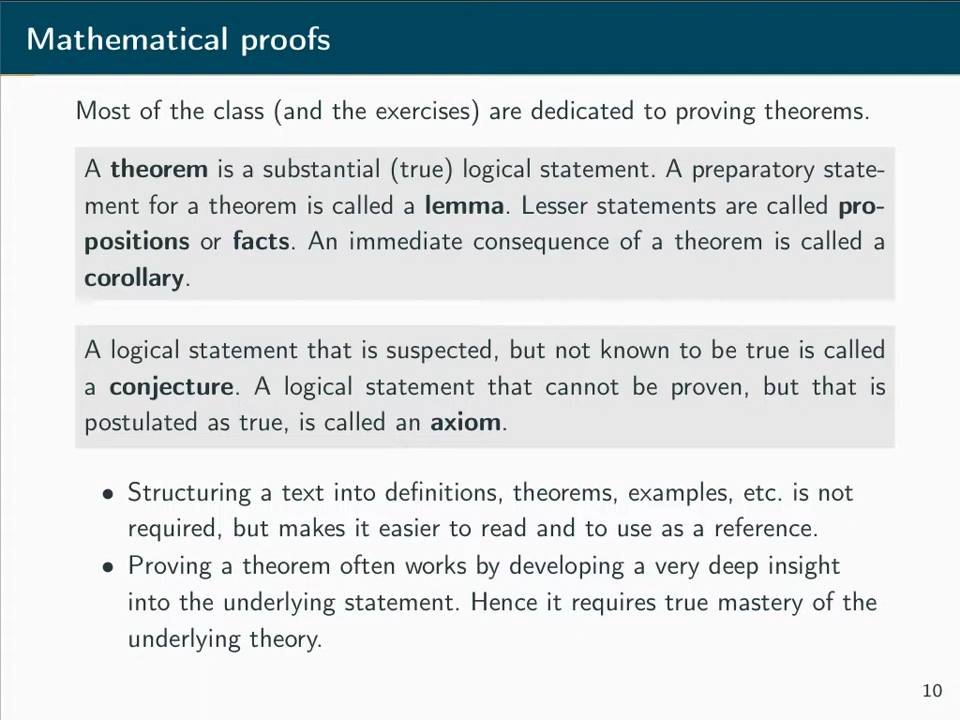 Mathematical proofs
Most of the class (and the exercises) are dedicated to proving theorems.
A theorem is a substantial (true) logical statement. A preparatory state-
ment for a theorem is called a lemma. Lesser statements are called pro-
positions or facts. An immediate consequence of a theorem is called a
corollary.
A logical statement that is suspected, but not known to be true is called
a conjecture. A logical statement that cannot be proven, but that is
postulated as true, is called an axiom.
• Structuring a text into definitions, theorems, examples, etc. is not
required, but makes it easier to read and to use as a reference.
• Proving a theorem often works by developing a very deep insight
into the underlying statement. Hence it requires true mastery of the
underlying theory.
10